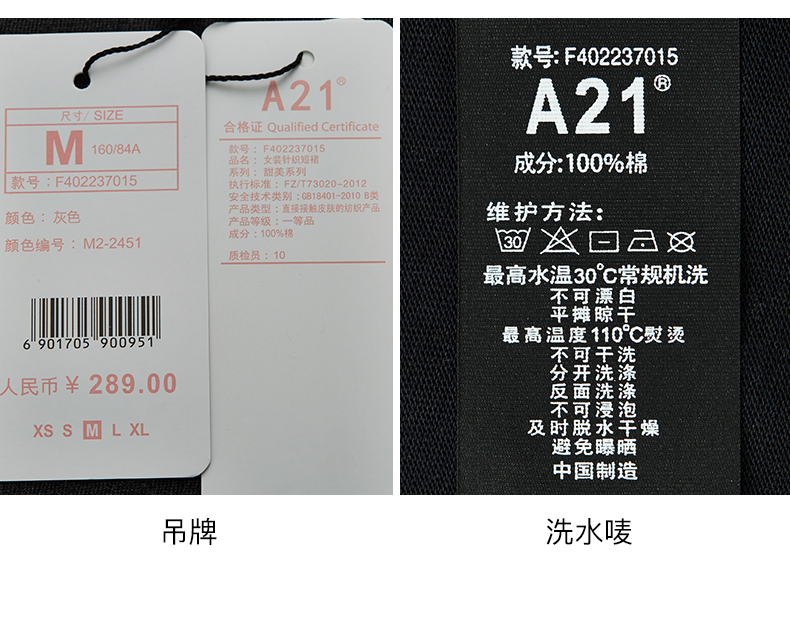 尺寸/ SIZE
M 160/84A
款号：F402237015
颜色：灰色
颜色编号：M2-2451
6 901705 900951
人民币 ¥ 289.00
XS S M L XL
A21®
合格证 Qualified Certificate
款号：F402237015
品名：女装针织短裙
系列：甜美系列
执行标准：FZ/T73020-2012
安全技术类别：GB18401-2010 B类
产品类型：直接接触皮肤的纺织产品
产品等级：一等品
成分：100%棉
质检员：10
吊牌
款号: F402237015
A21®
成分:100%棉
维护方法:
30
最高水温30°C常规机洗
不可漂白
平摊晾干
最高温度110°C熨烫
不可干洗
分开洗涤
反面洗涤
不可浸泡
及时脱水干燥
避免曝晒
中国制造
洗水唛